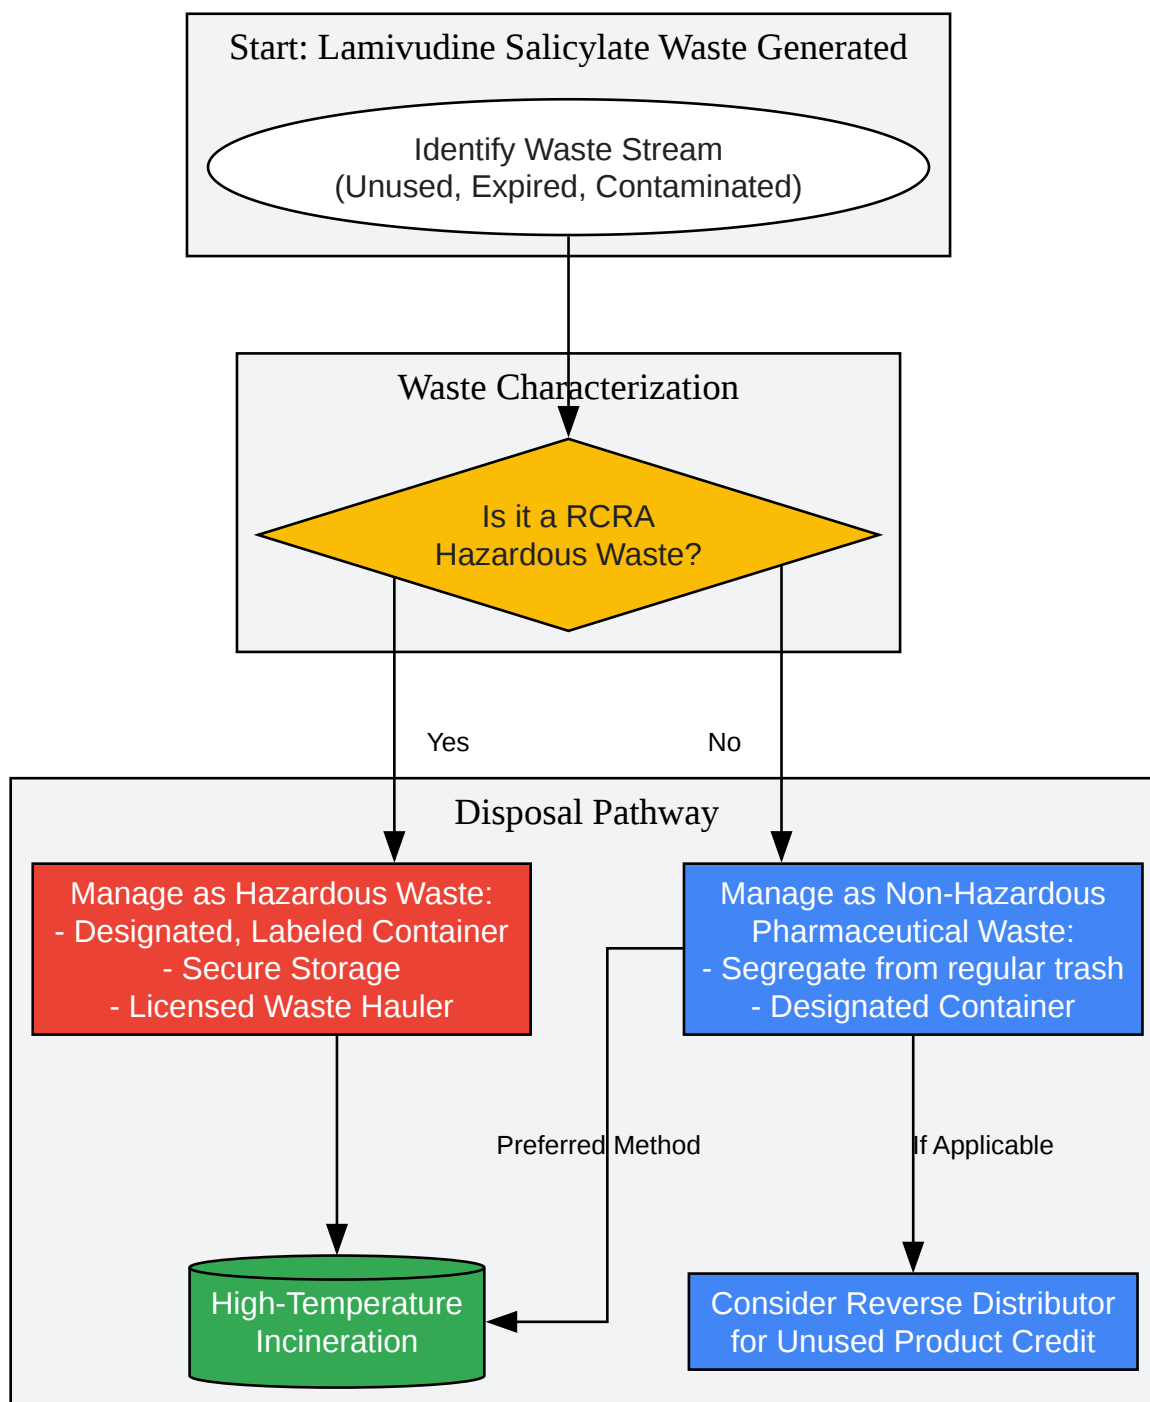 Start: Lamivudine Salicylate Waste Generated
Identify Waste Stream
(Unused, Expired, Contaminated)
Waste Characterization
Is it a RCRA
Hazardous Waste?
Yes
No
Disposal Pathway
Manage as Hazardous Waste:
- Designated, Labeled Container
- Secure Storage
- Licensed Waste Hauler
Manage as Non-Hazardous
Pharmaceutical Waste:
- Segregate from regular trash
- Designated Container
Preferred Method
If Applicable
High-Temperature
Incineration
Consider Reverse Distributor
for Unused Product Credit